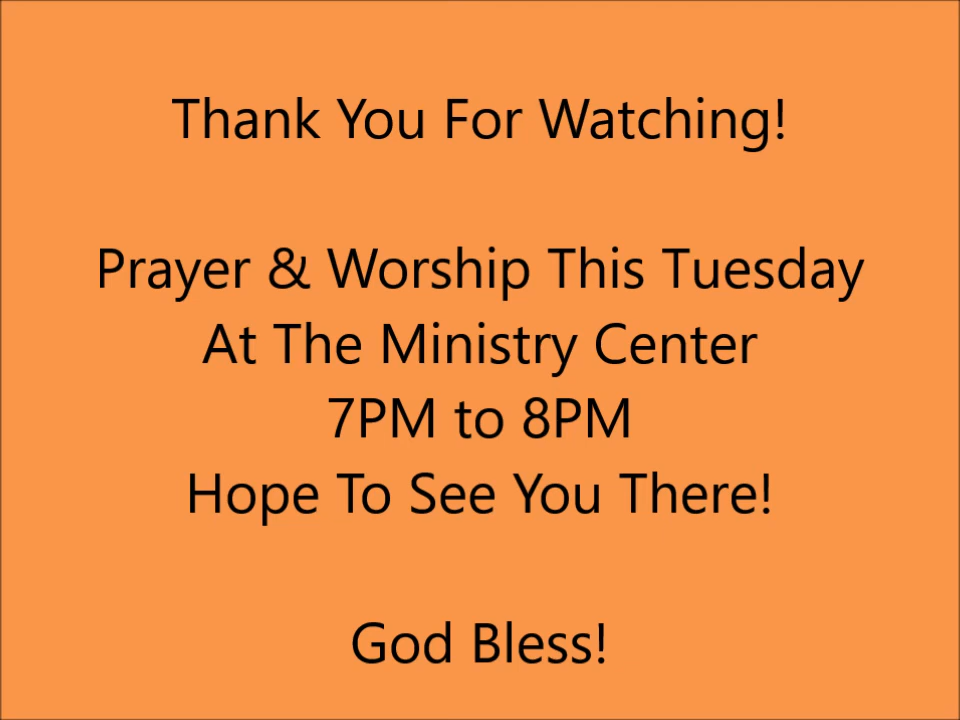 Thank You For Watching!
Prayer & Worship This Tuesday
At The Ministry Center
7PM to 8PM
Hope To See You There!
God Bless!